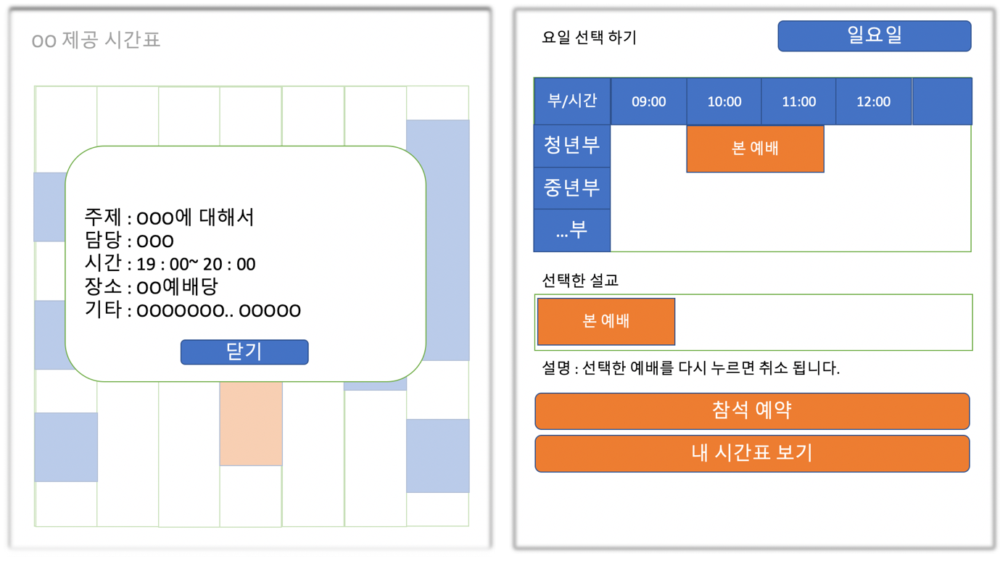 oo 제공 시간표
주제 : OOO에 대해서
담당 : OOO
시간 : 19 : 00~ 20 : 00
장소 : OO예배당
기타 : OOOOOOO.. OOOOO
닫기
요일 선택 하기
일요일
부/시간
09:00
10:00
11:00
12:00
청년부
본 예배
중년부
...부
선택한 설교
본 예배
설명 : 선택한 예배를 다시 누르면 취소 됩니다.
참석 예약
내 시간표 보기